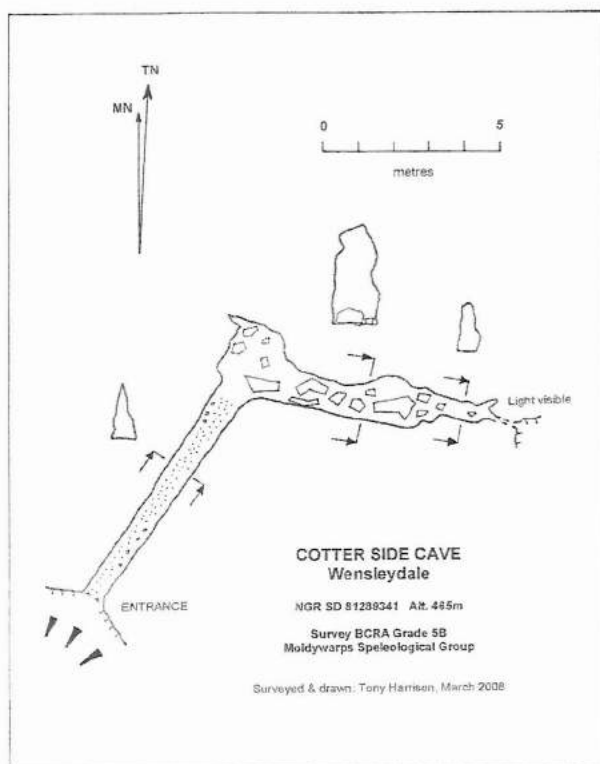 TN
MN
0 5
metres
Light visible
ENTRANCE
COTTER SIDE CAVE
Wensleydale
NGR SD 81289341 Alt. 465m
Survey BCRA Grade 5B
Moldywarps Speleological Group
Surveyed & drawn: Tony Harrison, March 2008